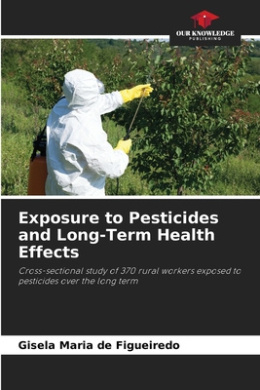 OUR KNOWLEDGE
PUBLISHING
Exposure to Pesticides
and Long-Term Health
Effects
Cross-sectional study of 370 rural workers exposed to
pesticides over the long term
Gisela Maria de Figueiredo